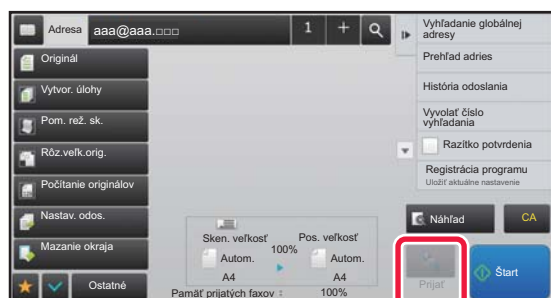 Adresa aaa@aaa.□□□ 1 +
Originál
Vytvor. úlohy
Pom. rež. sk.
Rôz.veľk.orig.
Počítanie originálov
Nastav. odos.
Mazanie okraja
Ostatné
Sken. veľkosť Pos. veľkosť
100%
Autom. Autom.
A4 A4
Pamäť prijatých faxov : 100%
Vyhľadanie globálnej
adresy
Prehľad adries
História odoslania
Vyvolať číslo
vyhľadania
Razítko potvrdenia
Registrácia programu
Uložiť aktuálne nastavenie
Náhľad CA
Prijať Štart